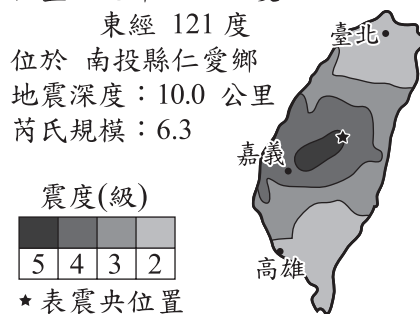 東經 121 度
位於 南投縣仁愛鄉
地震深度：10.0 公里
芮氏規模：6.3
震度(級)
5 4 3 2
★表震央位置
臺北
嘉義
高雄